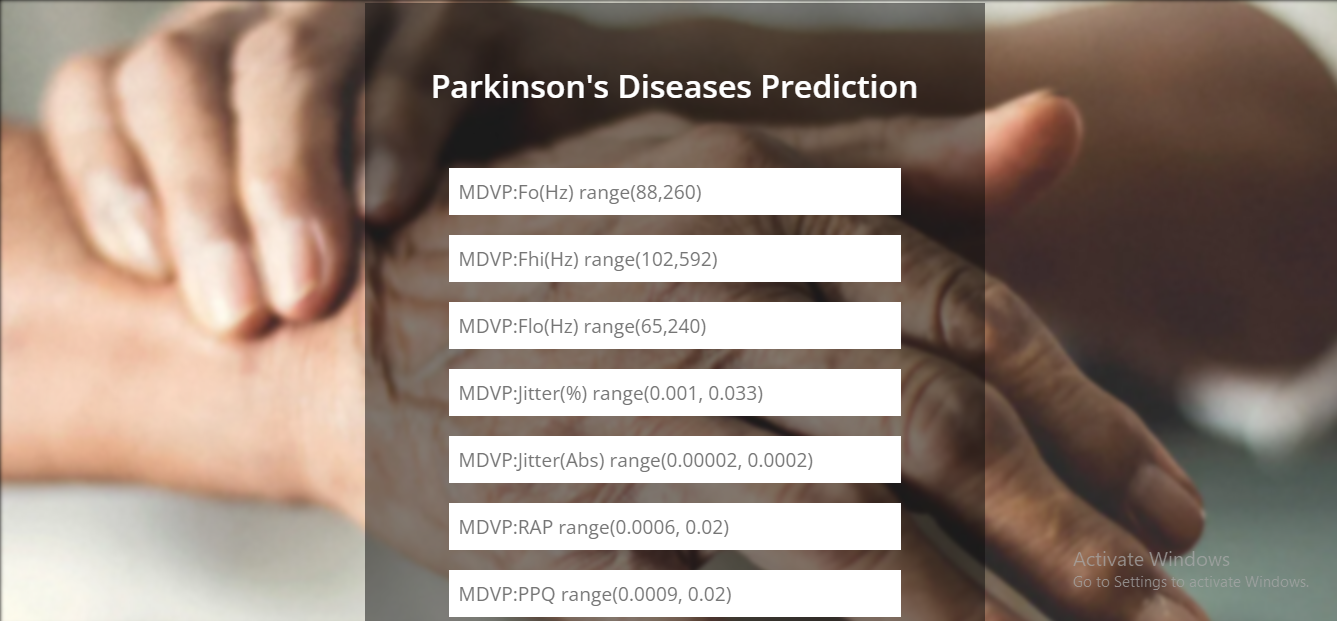 Parkinson's Diseases Prediction
MDVP:Fo(Hz) range(88,260)
MDVP:Fhi(Hz) range(102,592)
MDVP:Flo(Hz) range(65,240)
MDVP:Jitter(%) range(0.001, 0.033)
MDVP:Jitter(Abs) range(0.00002, 0.0002)
MDVP:RAP range(0.0006, 0.02)
MDVP:PPQ range(0.0009, 0.02)
Activate Windows
Go to Settings to activate Windows.